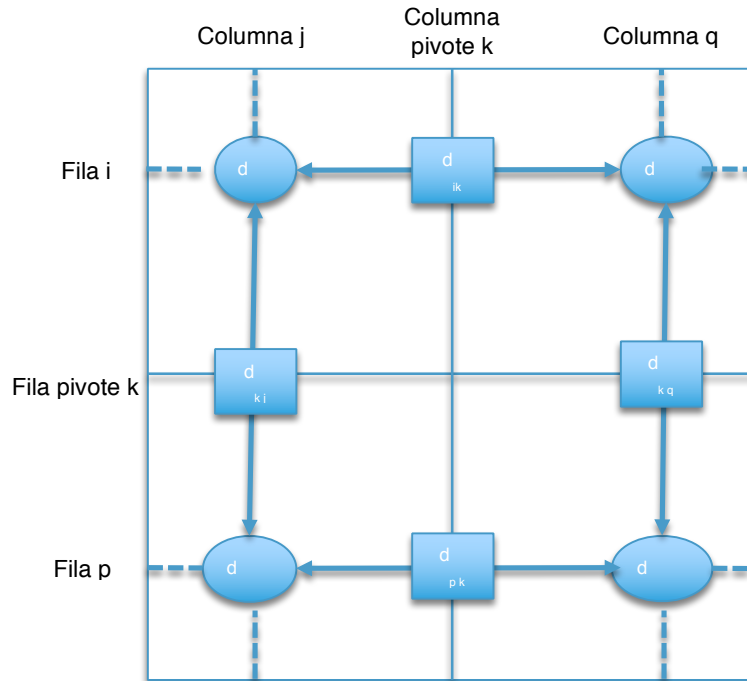 Columna j
Columna
pivote k
Columna q
Fila i
d
d
ik
d
Fila pivote k
d
k j
d
k q
Fila p
d
d
p k
d